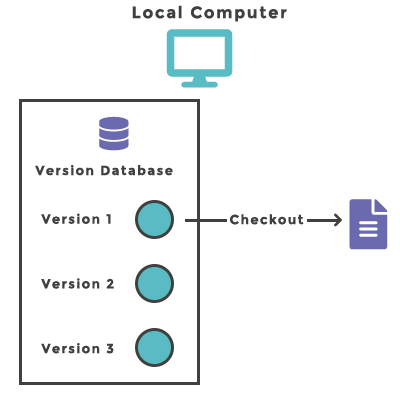 Local Computer
Version Database
Version 1
Checkout
Version 2
Version 3